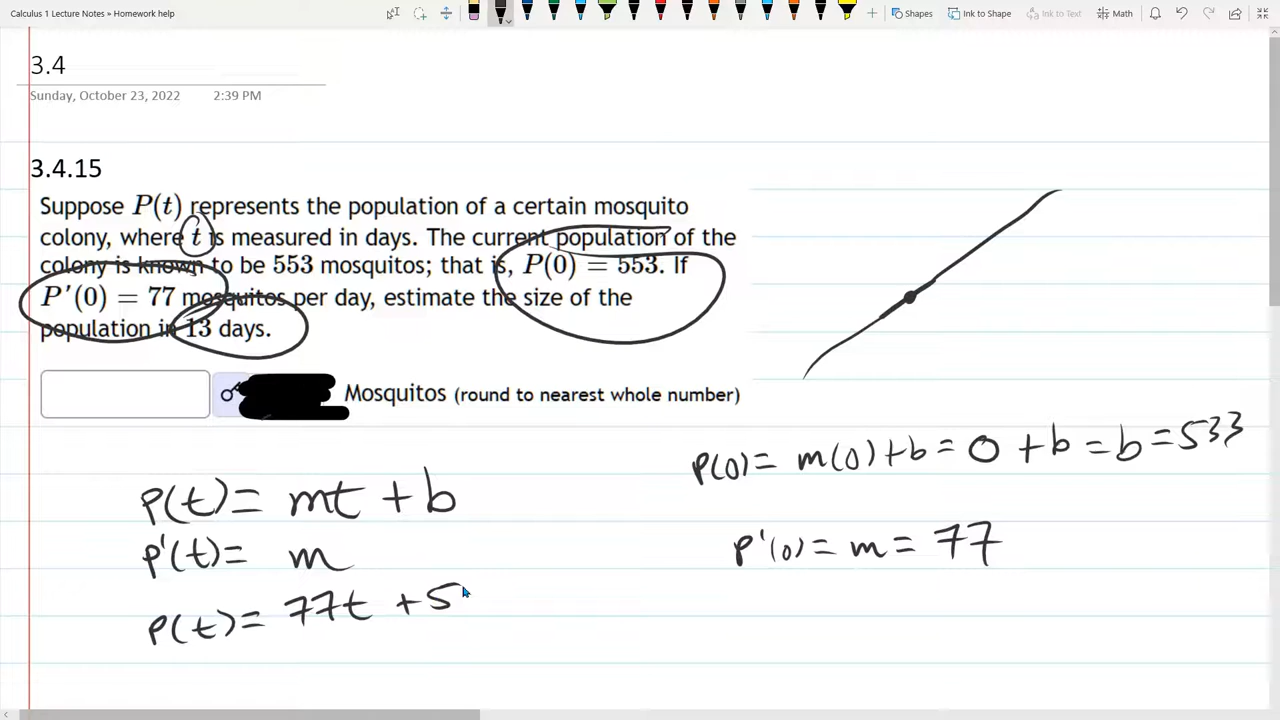 Calculus 1 Lecture Notes » Homework help
Shapes
Ink to Shape
Ink to Text
Math
3.4
Sunday, October 23, 2022 2:39 PM
3.4.15
Suppose P(t) represents the population of a certain mosquito
colony, where t is measured in days. The current population of the
colony is known to be 553 mosquitos; that is, P(0) = 553. If
P'(0) = 77 mosquitos per day, estimate the size of the
population in 13 days.
Mosquitos (round to nearest whole number)
P(0) = m(0) + b = 0 + b = b = 533
P(t) = mt + b
P'(t) = m
P'(0) = m = 77
P(t) = 77t + 5